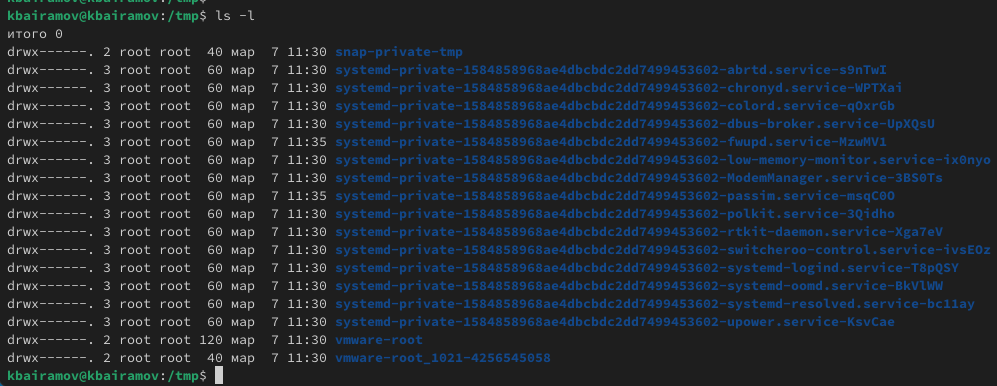 kbairamov@kbairamov:/tmp$ ls -l
итого 0
drwx------. 2 root root  40 мар  7 11:30 snap-private-tmp
drwx------. 3 root root  60 мар  7 11:30 systemd-private-1584858968ae4dbcbdc2dd7499453602-abrtd.service-s9nTwI
drwx------. 3 root root  60 мар  7 11:30 systemd-private-1584858968ae4dbcbdc2dd7499453602-chronyd.service-WPTXai
drwx------. 3 root root  60 мар  7 11:30 systemd-private-1584858968ae4dbcbdc2dd7499453602-colord.service-qOxrGb
drwx------. 3 root root  60 мар  7 11:30 systemd-private-1584858968ae4dbcbdc2dd7499453602-dbus-broker.service-UpXQsU
drwx------. 3 root root  60 мар  7 11:35 systemd-private-1584858968ae4dbcbdc2dd7499453602-fwupd.service-MzwMV1
drwx------. 3 root root  60 мар  7 11:30 systemd-private-1584858968ae4dbcbdc2dd7499453602-low-memory-monitor.service-ix0nyo
drwx------. 3 root root  60 мар  7 11:30 systemd-private-1584858968ae4dbcbdc2dd7499453602-ModemManager.service-3BS0Ts
drwx------. 3 root root  60 мар  7 11:35 systemd-private-1584858968ae4dbcbdc2dd7499453602-passim.service-msqC0O
drwx------. 3 root root  60 мар  7 11:30 systemd-private-1584858968ae4dbcbdc2dd7499453602-polkit.service-3Qidho
drwx------. 3 root root  60 мар  7 11:30 systemd-private-1584858968ae4dbcbdc2dd7499453602-rtkit-daemon.service-Xga7eV
drwx------. 3 root root  60 мар  7 11:30 systemd-private-1584858968ae4dbcbdc2dd7499453602-switcheroo-control.service-ivsEOz
drwx------. 3 root root  60 мар  7 11:30 systemd-private-1584858968ae4dbcbdc2dd7499453602-systemd-logind.service-T8pQSY
drwx------. 3 root root  60 мар  7 11:30 systemd-private-1584858968ae4dbcbdc2dd7499453602-systemd-oomd.service-BkVlWW
drwx------. 3 root root  60 мар  7 11:30 systemd-private-1584858968ae4dbcbdc2dd7499453602-systemd-resolved.service-bc11ay
drwx------. 3 root root  60 мар  7 11:30 systemd-private-1584858968ae4dbcbdc2dd7499453602-upower.service-KsvCae
drwx------. 2 root root 120 мар  7 11:30 vmware-root
drwx------. 2 root root  40 мар  7 11:30 vmware-root_1021-4256545058
kbairamov@kbairamov:/tmp$